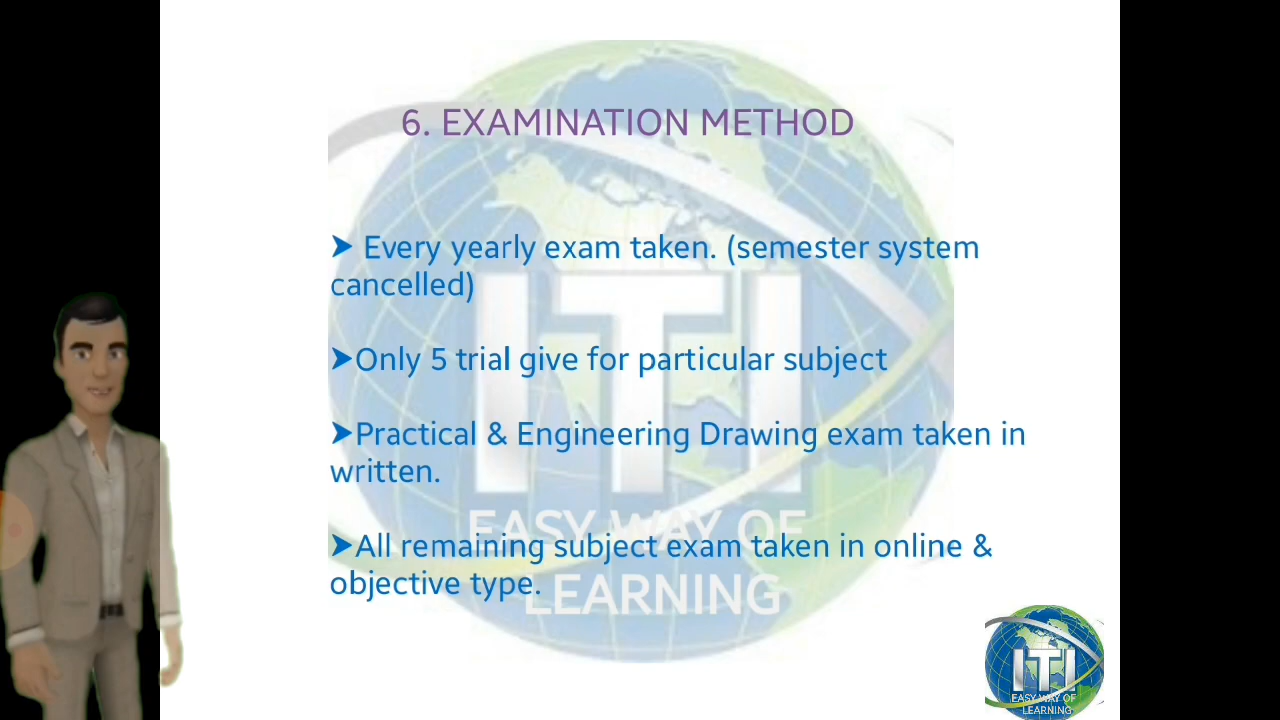 6. EXAMINATION METHOD
➤ Every yearly exam taken. (semester system
cancelled)
➤Only 5 trial give for particular subject
➤Practical & Engineering Drawing exam taken in
written.
➤All remaining subject exam taken in online &
objective type.
ITI
EASY WAY OF
LEARNING
ITI
EASY WAY OF
LEARNING